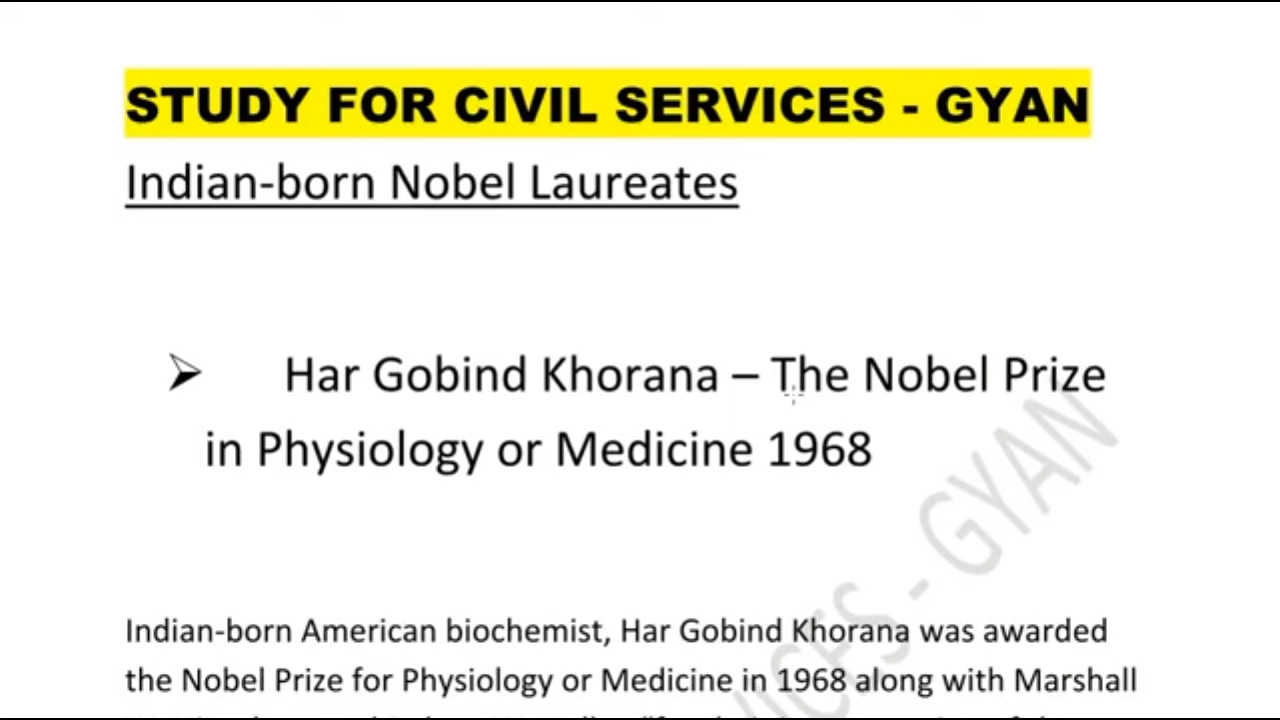 STUDY FOR CIVIL SERVICES - GYAN
Indian-born Nobel Laureates
➢ Har Gobind Khorana – The Nobel Prize
in Physiology or Medicine 1968
Indian-born American biochemist, Har Gobind Khorana was awarded
the Nobel Prize for Physiology or Medicine in 1968 along with Marshall
- GYAN